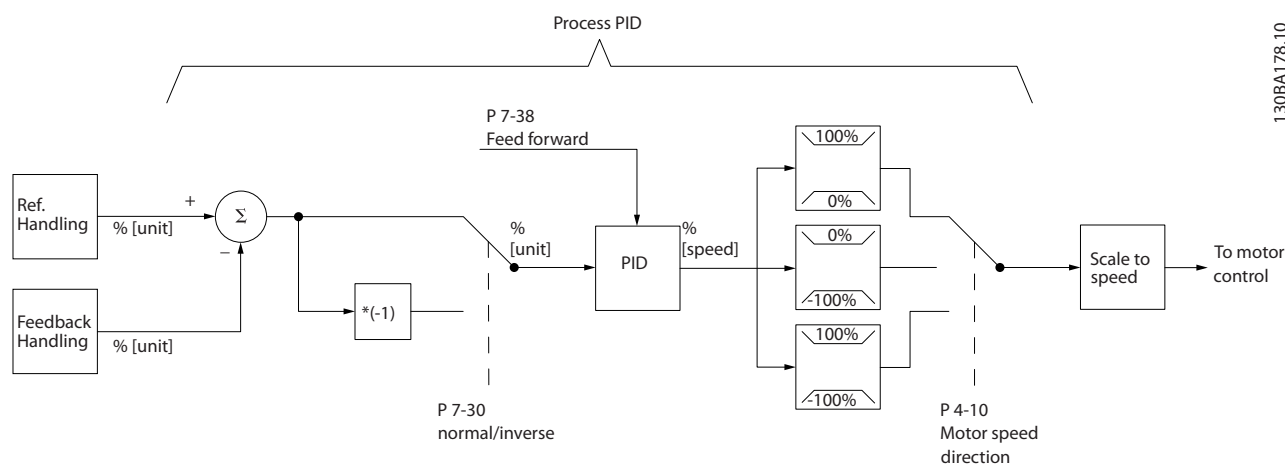 Process PID
130BA178.10
P 7-38
Feed forward
100%
0%
Ref.
Handling
+
% [unit]
Σ
−
%
[unit]
PID
%
[speed]
0%
-100%
Scale to
speed
To motor
control
Feedback
Handling
% [unit]
*(-1)
100%
-100%
P 7-30
normal/inverse
P 4-10
Motor speed
direction